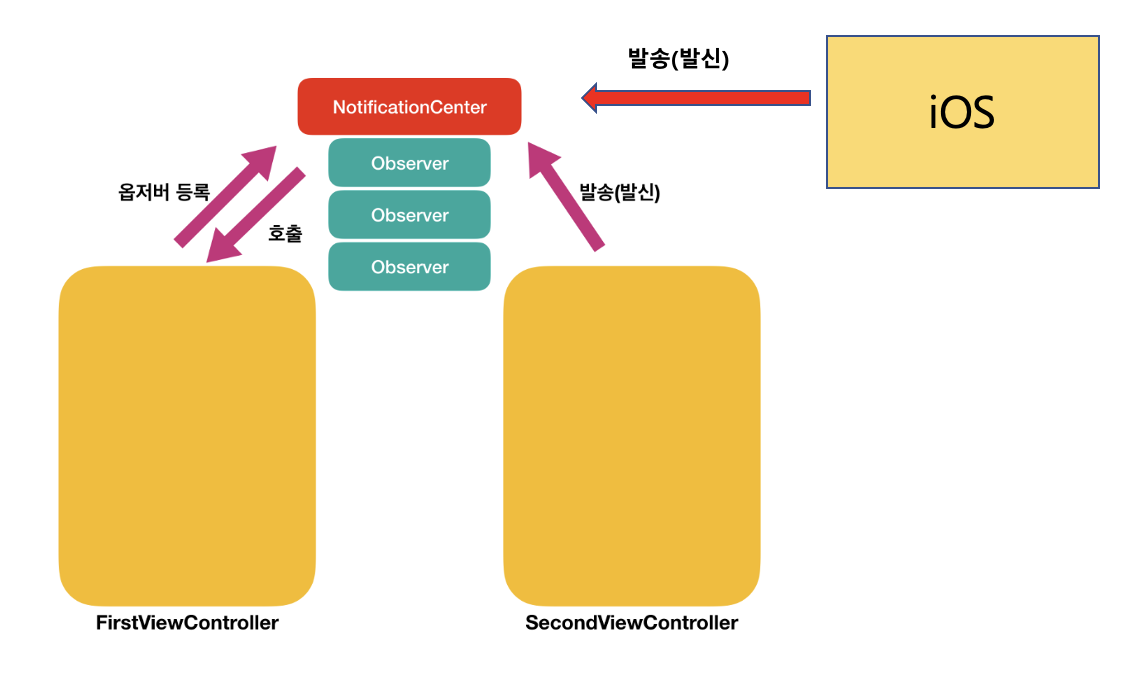 발송(발신)
iOS
NotificationCenter
Observer
옵저버 등록
발송(발신)
Observer
호출
Observer
FirstViewController
SecondViewController